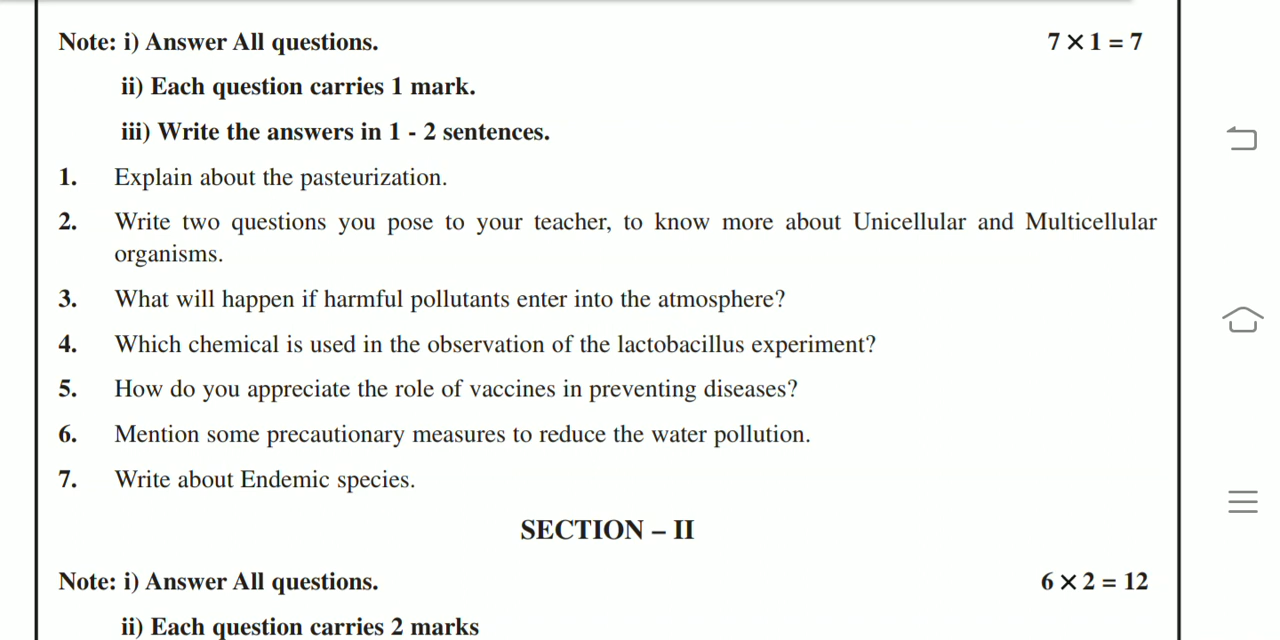 Note: i) Answer All questions. 7 × 1 = 7
ii) Each question carries 1 mark.
iii) Write the answers in 1 - 2 sentences.
1. Explain about the pasteurization.
2. Write two questions you pose to your teacher, to know more about Unicellular and Multicellular
organisms.
3. What will happen if harmful pollutants enter into the atmosphere?
4. Which chemical is used in the observation of the lactobacillus experiment?
5. How do you appreciate the role of vaccines in preventing diseases?
6. Mention some precautionary measures to reduce the water pollution.
7. Write about Endemic species.
SECTION – II
Note: i) Answer All questions. 6 × 2 = 12
ii) Each question carries 2 marks